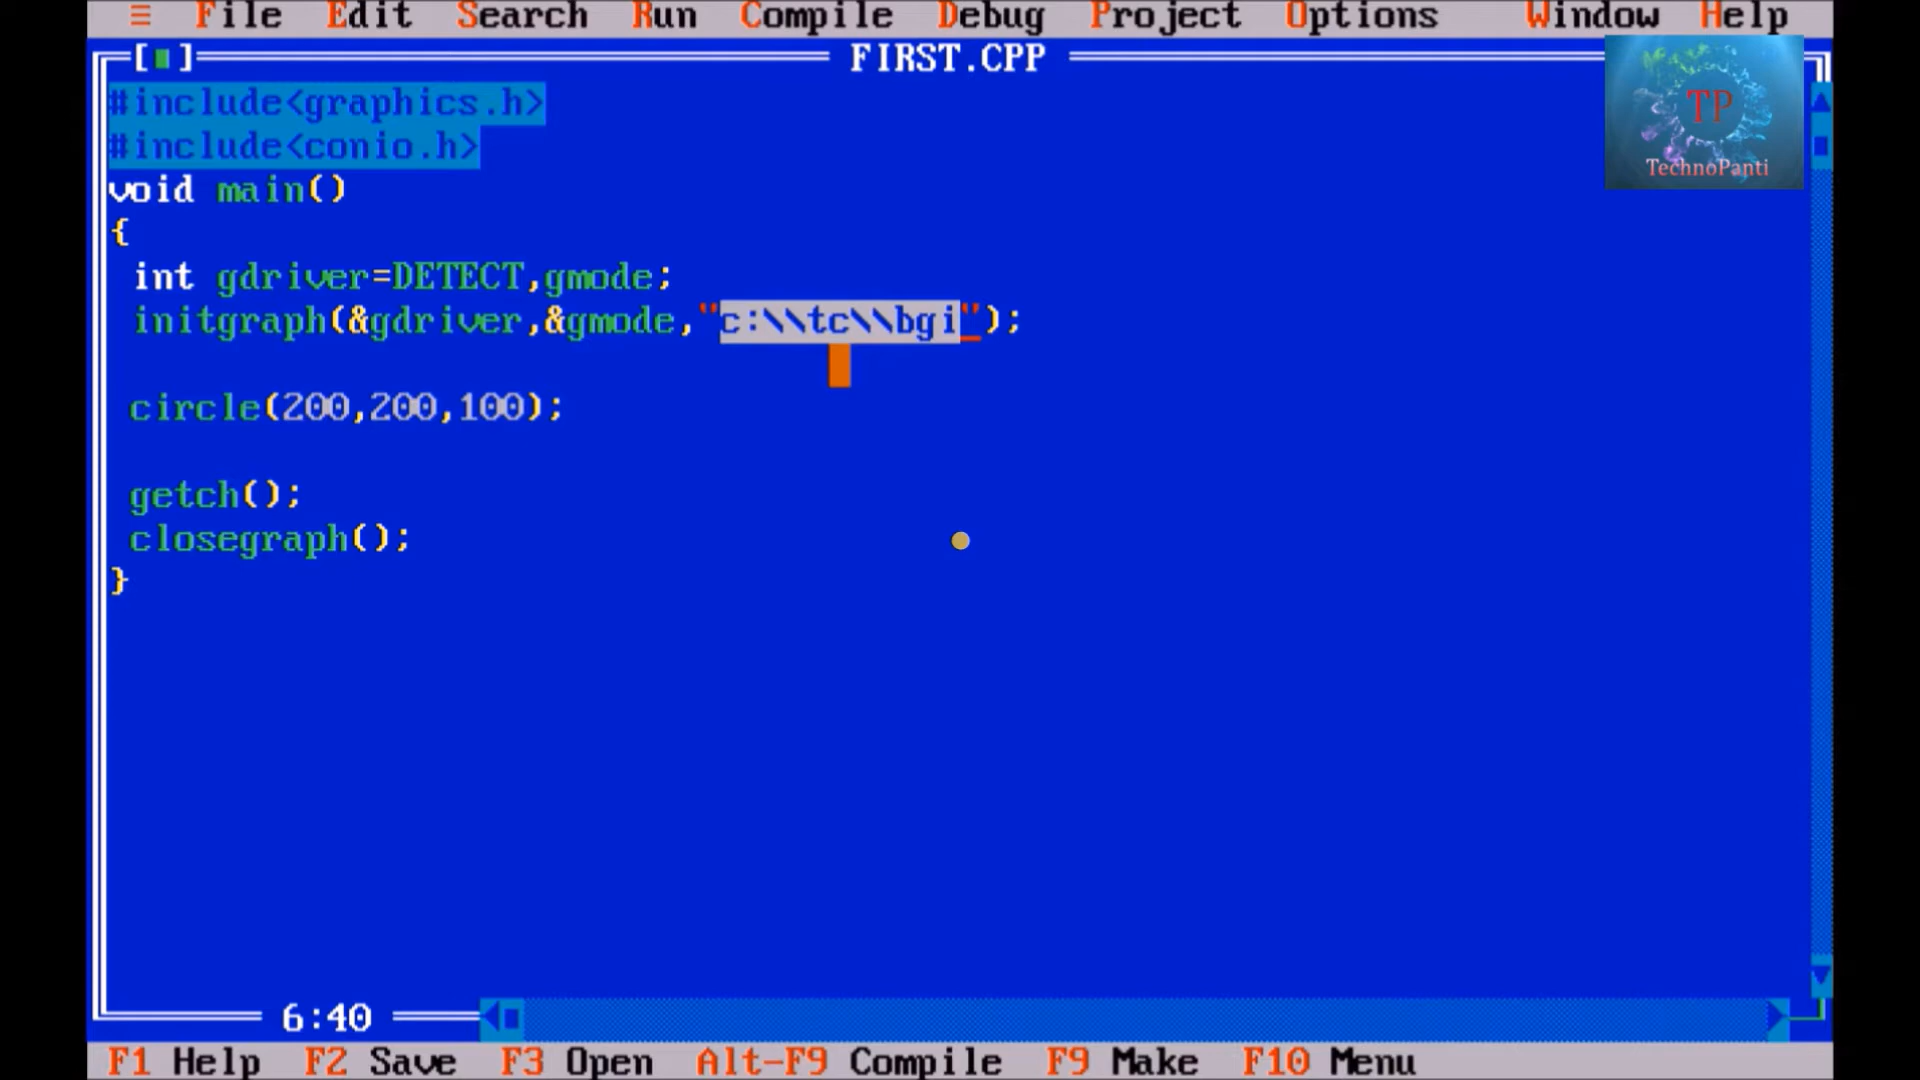 ≡ File Edit Search Run Compile Debug Project Options Window Help
[■] FIRST.CPP
TP
TechnoPanti
#include<graphics.h>
#include<conio.h>
void main()
{
int gdriver=DETECT,gmode;
initgraph(&gdriver,&gmode,"c:\\tc\\bgi");
circle(200,200,100);
getch();
closegraph();
}
6:40
F1 Help F2 Save F3 Open Alt-F9 Compile F9 Make F10 Menu